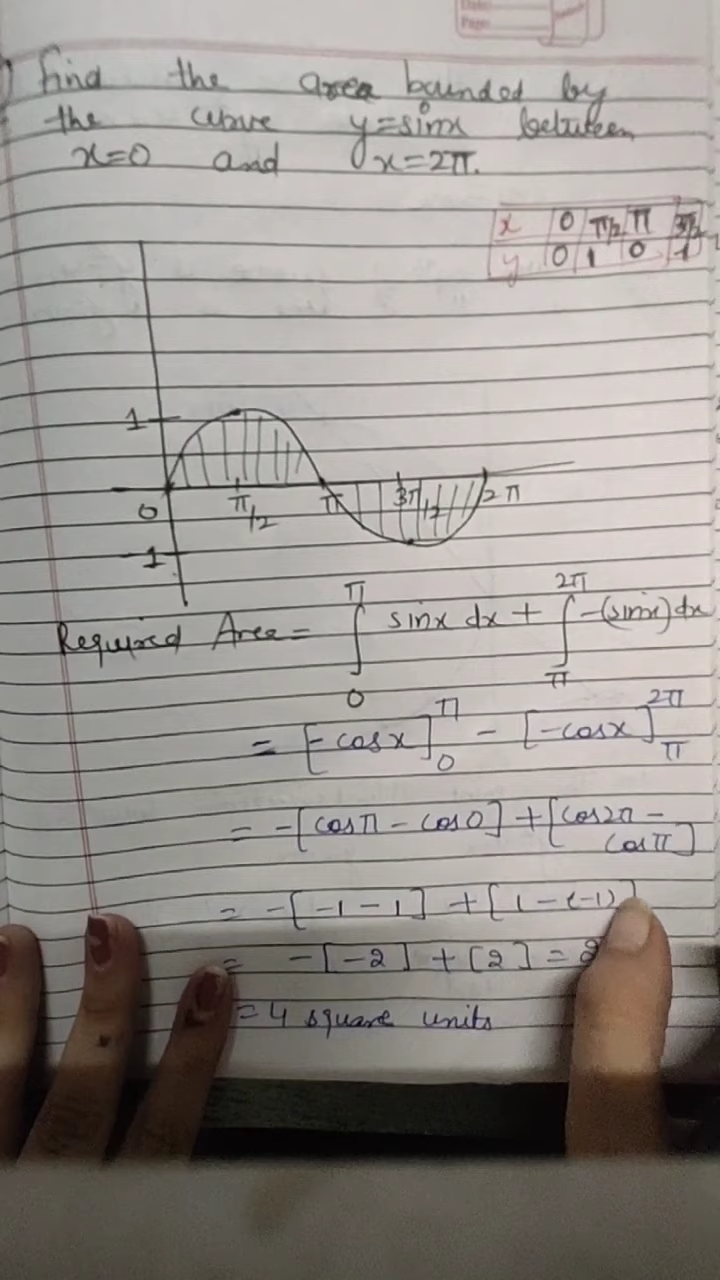 Find the area bounded by
the curve y=sinx between
x=0 and x=2π.
x 0 π/2 π 3π/2
y 0 1 0 -1
1
0 π/2 π 3π/2 2π
-1
Required Area = ∫₀^π sinx dx + ∫_π^2π -(sinx) dx
= [-cosx]₀^π - [-cosx]_π^2π
= -[cosπ - cos0] + [cos2π -
cosπ]
= -[-1-1] + [1-(-1)]
= -[-2] + [2] = 2
= 4 square units